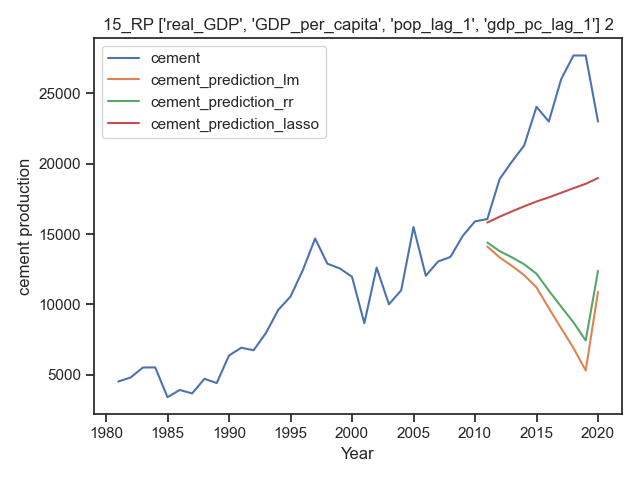 15_RP ['real_GDP', 'GDP_per_capita', 'pop_lag_1', 'gdp_pc_lag_1'] 2
cement
cement_prediction_lm
cement_prediction_rr
cement_prediction_lasso
25000
20000
15000
10000
5000
cement production
1980 1985 1990 1995 2000 2005 2010 2015 2020
Year